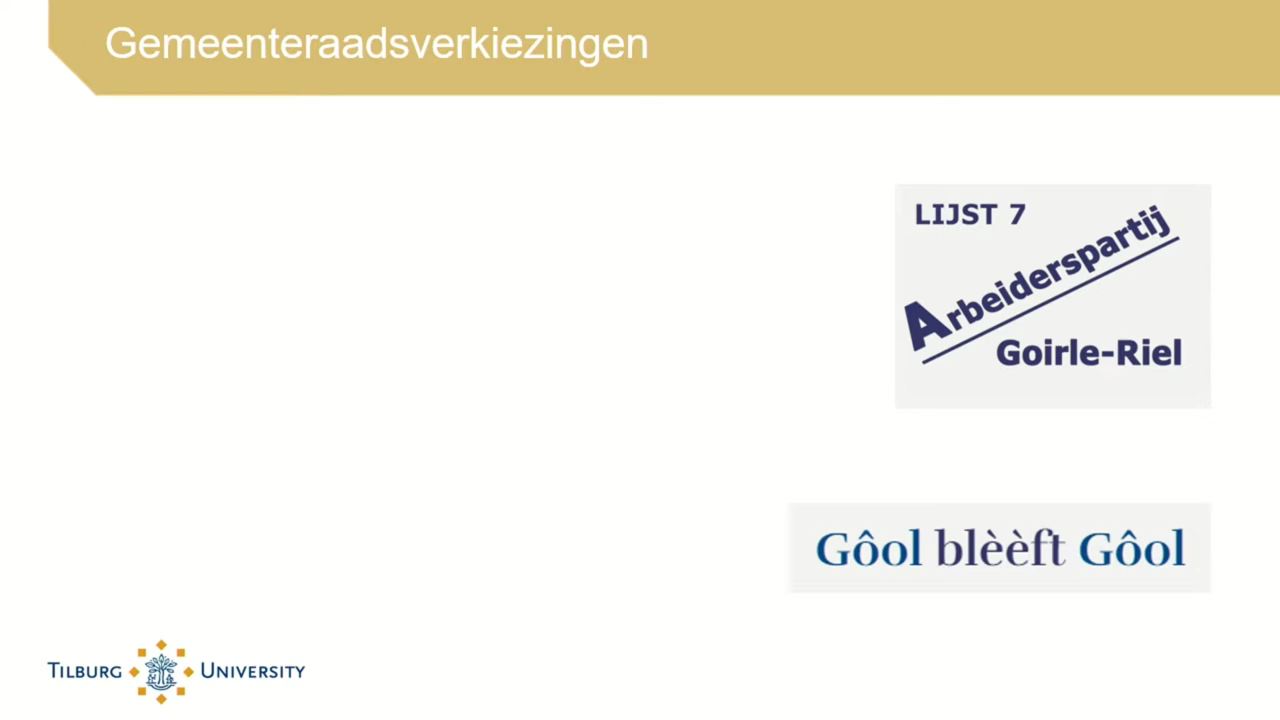 Gemeenteraadsverkiezingen
LIJST 7
Arbeiderspartij
Goirle-Riel
Gôol blèèft Gôol
TILBURG UNIVERSITY